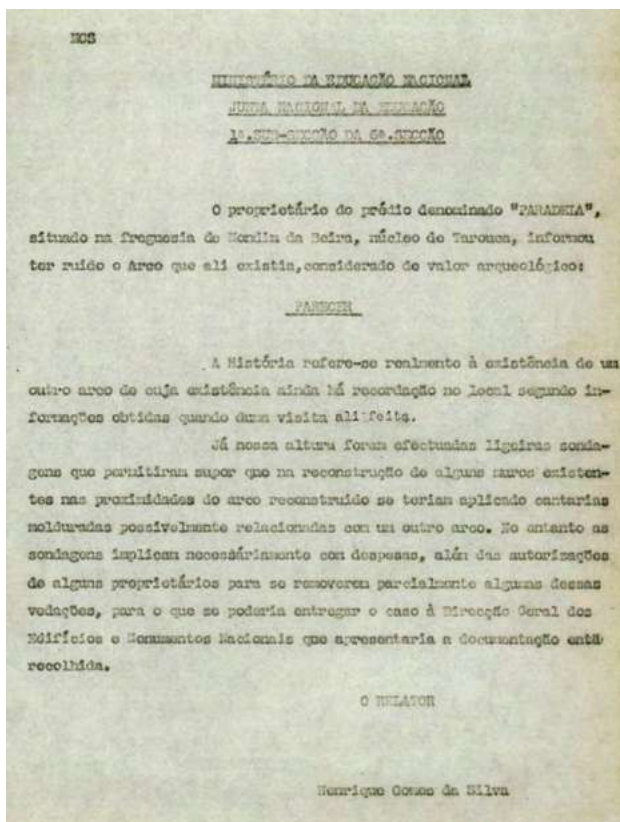 MCS
MINISTÉRIO DA EDUCAÇÃO NACIONAL
JUNTA NACIONAL DA EDUCAÇÃO
1ª.SUB-SECÇÃO DA 6ª.SECÇÃO
O proprietário do prédio denominado "PARADELA",
situado na freguesia de Mondim da Beira, núcleo de Tarouca, informou
ter ruido o Arco que ali existia,considerado de valor arqueológico:
PARECER
A História refere-se realmente à existência de um
outro arco de cuja existência ainda há recordação no local segundo in-
formações obtidas quando duma visita ali feita.
Já nessa altura foram efectuadas ligeiras sonda-
gens que permitiram supor que na reconstrução de alguns muros existen-
tes nas proximidades do arco reconstruido se teriam aplicado cantarias
molduradas possivelmente relacionadas com um outro arco. No entanto as
sondagens implicam necessáriamente com despesas, além das autorizações
de alguns proprietários para se removerem parcialmente algumas dessas
vedações, para o que se poderia entregar o caso à Direcção Geral dos
Edifícios e Monumentos Nacionais que apresentaria a documentação entã
recolhida.
O RELATOR
Henrique Gomes da Silva